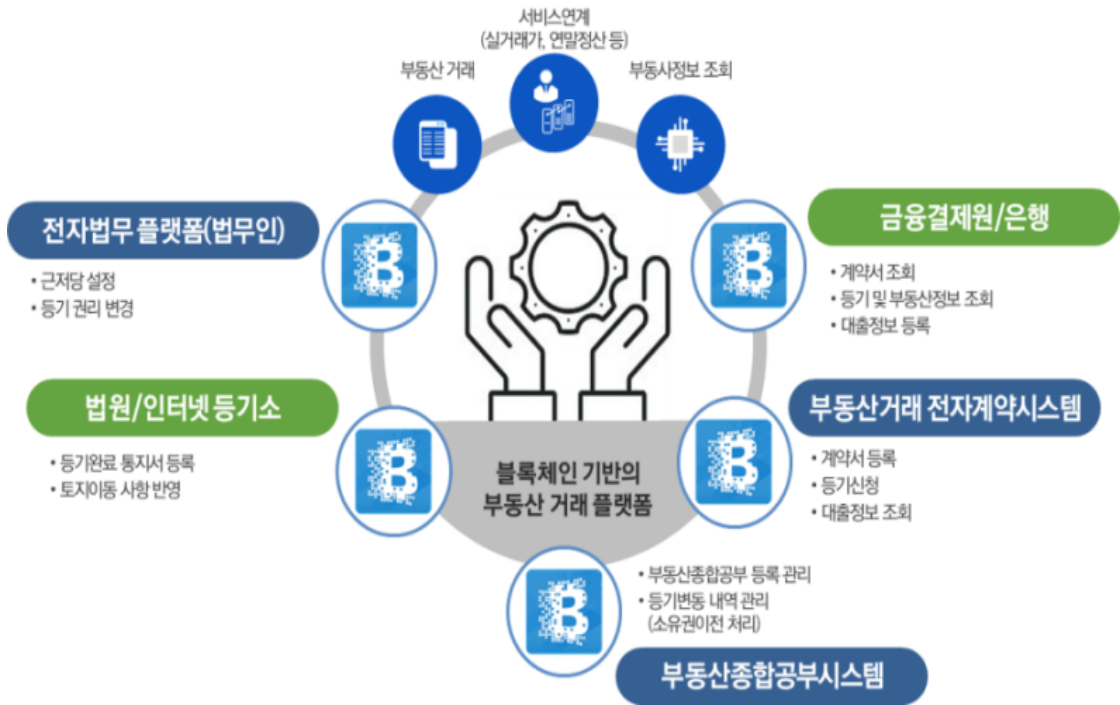 서비스연계
(실거래가, 연말정산 등)
부동산 거래
부동사정보 조회
전자법무 플랫폼(법무인)
• 근저당 설정
• 등기 권리 변경
금융결제원/은행
• 계약서 조회
• 등기 및 부동산정보 조회
• 대출정보 등록
법원/인터넷 등기소
• 등기완료 통지서 등록
• 토지이동 사항 반영
부동산거래 전자계약시스템
• 계약서 등록
• 등기신청
• 대출정보 조회
블록체인 기반의
부동산 거래 플랫폼
• 부동산종합공부 등록 관리
• 등기변동 내역 관리
(소유권이전 처리)
부동산종합공부시스템